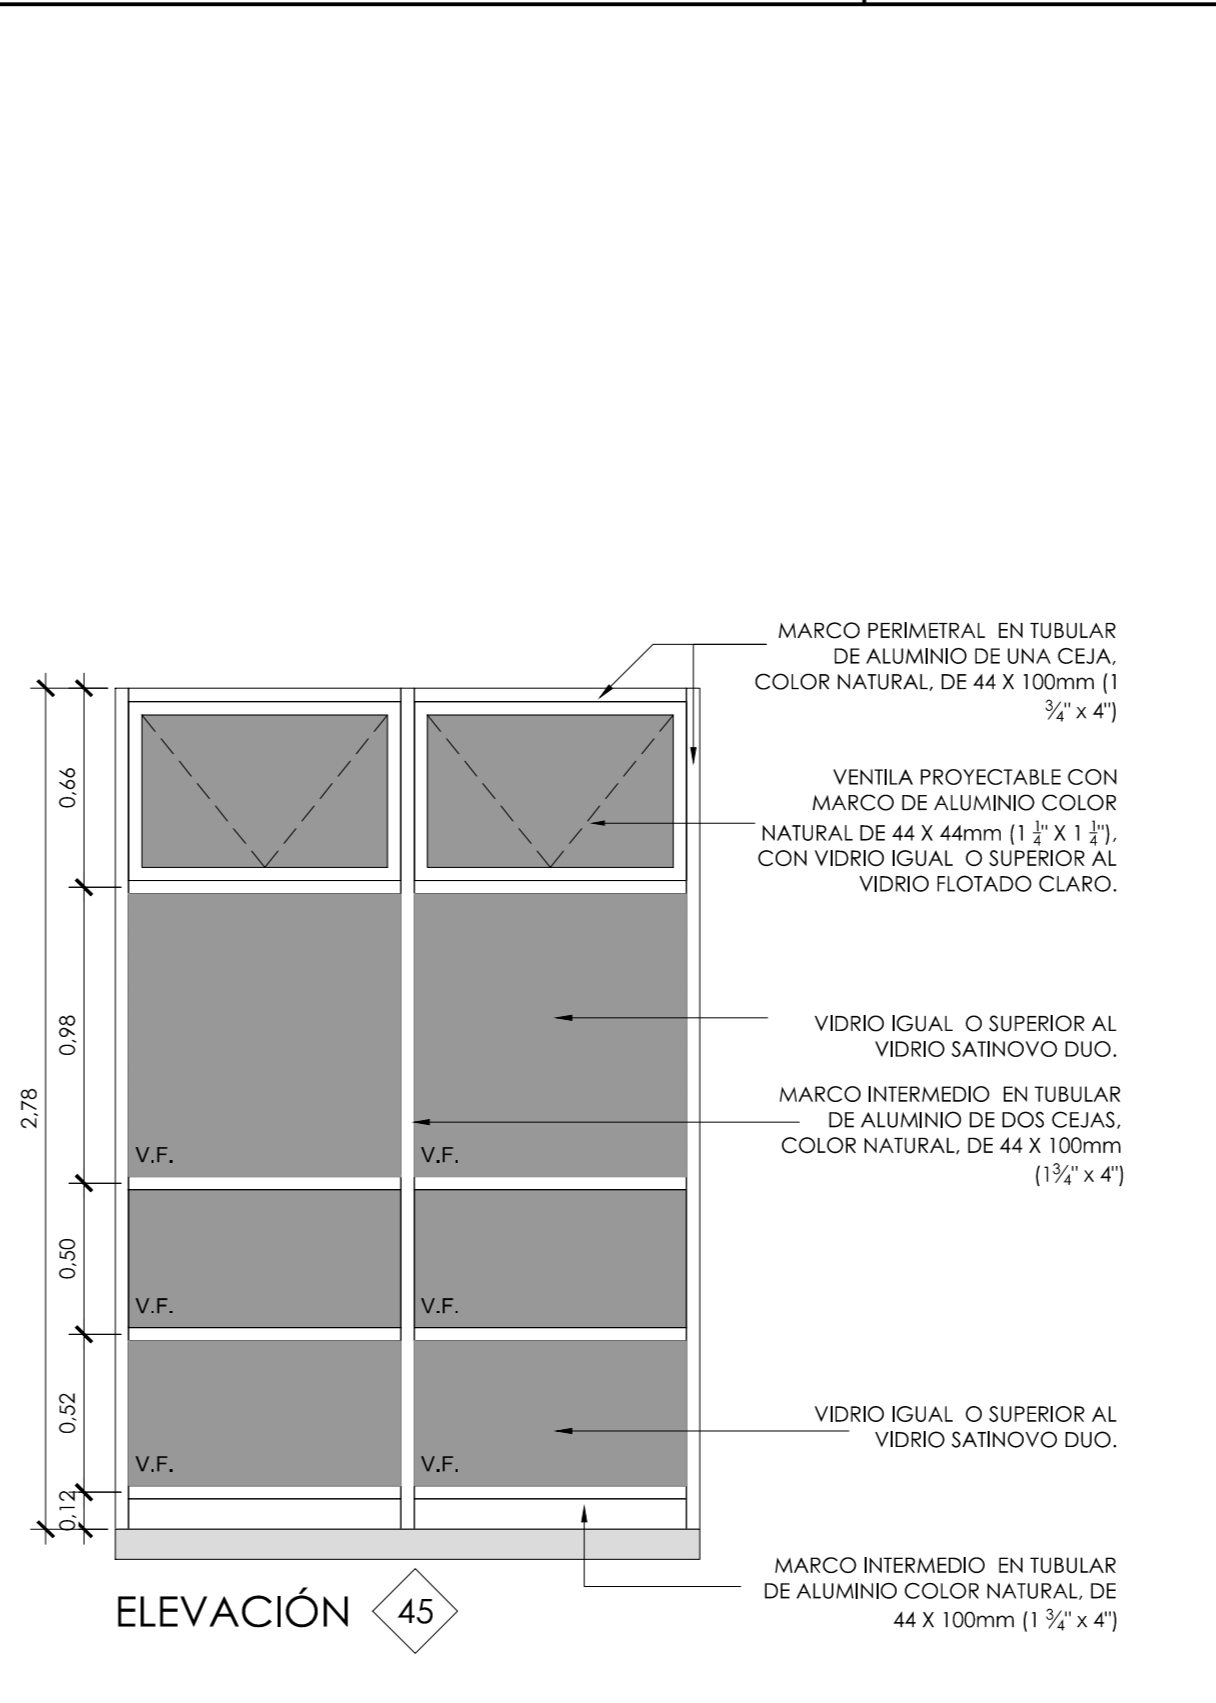 MARCO PERIMETRAL EN TUBULAR
DE ALUMINIO DE UNA CEJA,
COLOR NATURAL, DE 44 X 100mm (1
¾" x 4")
VENTILA PROYECTABLE CON
MARCO DE ALUMINIO COLOR
NATURAL DE 44 X 44mm (1 ¼" X 1 ¼"),
CON VIDRIO IGUAL O SUPERIOR AL
VIDRIO FLOTADO CLARO.
VIDRIO IGUAL O SUPERIOR AL
VIDRIO SATINOVO DUO.
MARCO INTERMEDIO EN TUBULAR
DE ALUMINIO DE DOS CEJAS,
COLOR NATURAL, DE 44 X 100mm
(1¾" x 4")
VIDRIO IGUAL O SUPERIOR AL
VIDRIO SATINOVO DUO.
MARCO INTERMEDIO EN TUBULAR
DE ALUMINIO COLOR NATURAL, DE
44 X 100mm (1 ¾" x 4")
2,78
0,66
0,98
0,50
0,52
0,12
V.F.
V.F.
V.F.
V.F.
V.F.
V.F.
ELEVACIÓN 45